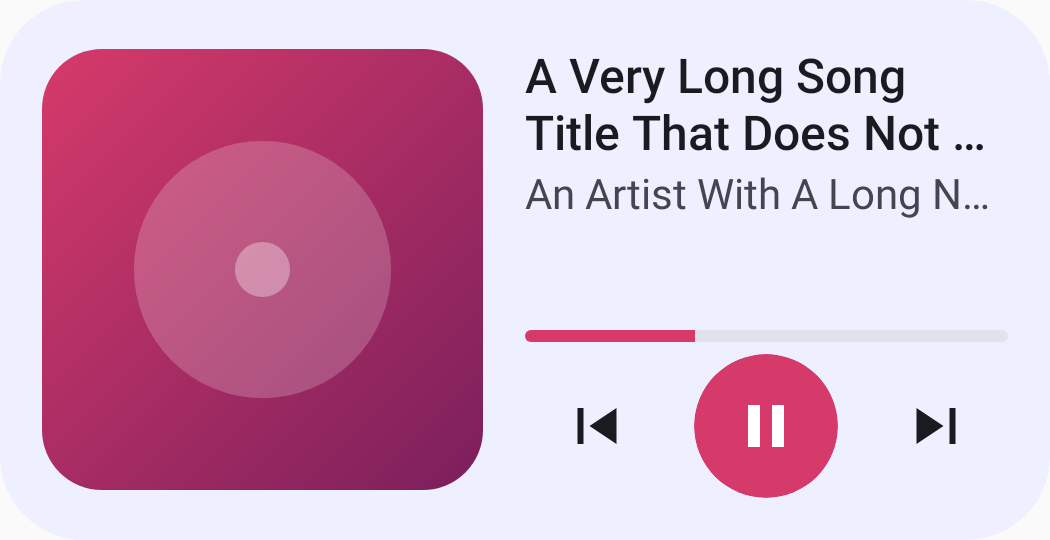 A Very Long Song
Title That Does Not …
An Artist With A Long N…